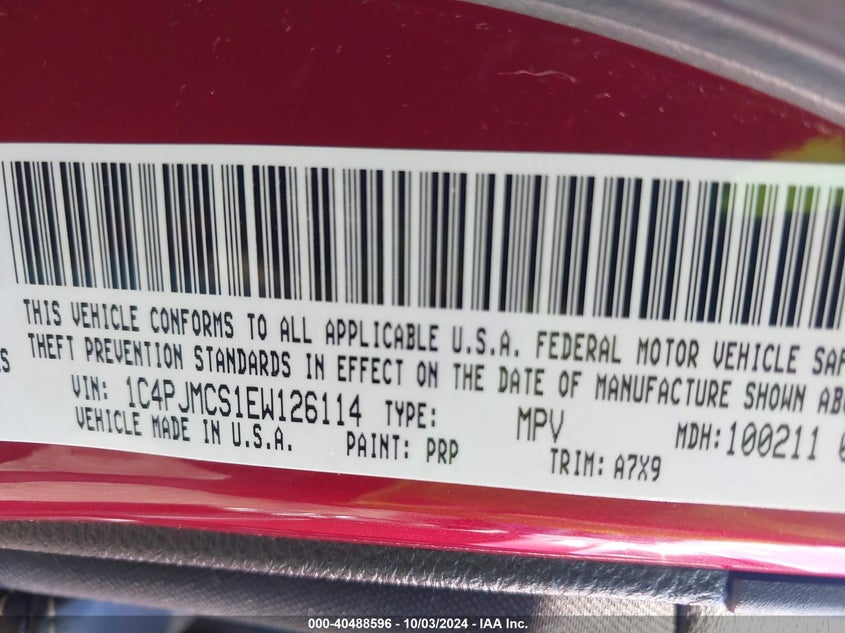 THIS VEHICLE CONFORMS TO ALL APPLICABLE U.S.A. FEDERAL MOTOR VEHICLE SAF
THEFT PREVENTION STANDARDS IN EFFECT ON THE DATE OF MANUFACTURE SHOWN ABO
VIN: 1C4PJMCS1EW126114 TYPE: MPV MDH:100211
VEHICLE MADE IN U.S.A. PAINT: PRP TRIM: A7X9
000-40488596 - 10/03/2024 - IAA Inc.